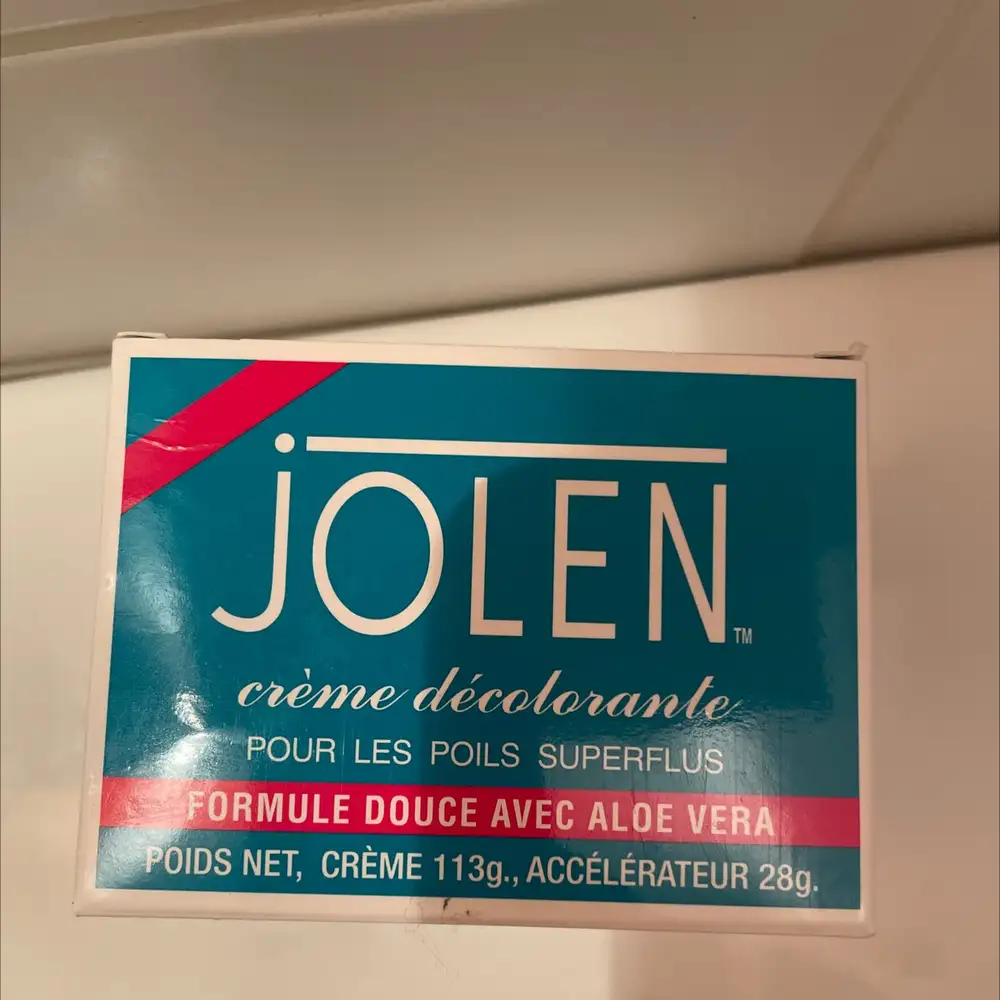 JOLEN™
crème décolorante
POUR LES POILS SUPERFLUS
FORMULE DOUCE AVEC ALOE VERA
POIDS NET, CRÈME 113g., ACCÉLÉRATEUR 28g.